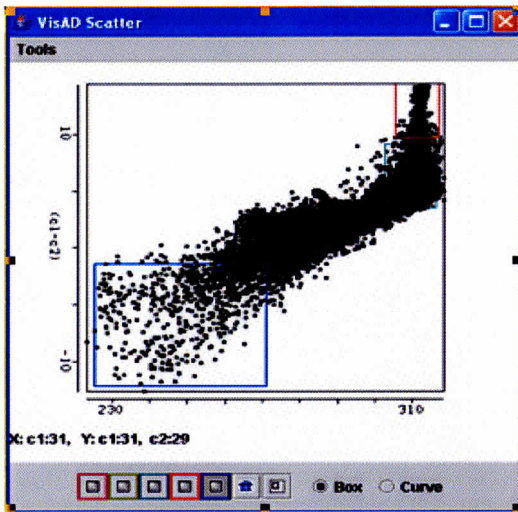 VisAD Scatter
Tools
10
(c1-c2)
-10
230
310
X: c1:31, Y: c1:31, c2:29
Box
Curve